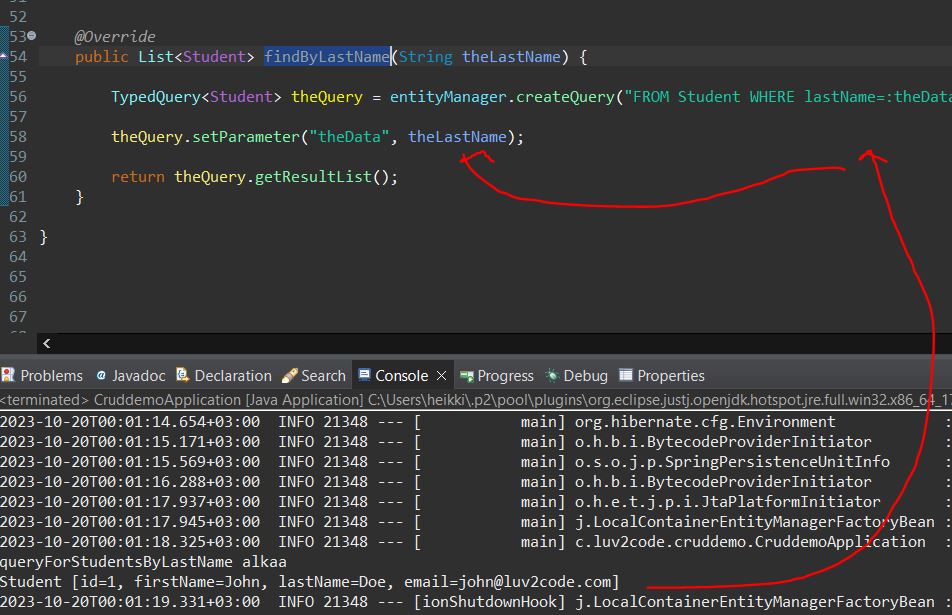 52
53 @Override
54 public List<Student> findByLastName(String theLastName) {
55
56 TypedQuery<Student> theQuery = entityManager.createQuery("FROM Student WHERE lastName=:theData
57
58 theQuery.setParameter("theData", theLastName);
59
60 return theQuery.getResultList();
61 }
62
63 }
64
65
66
67
Problems @ Javadoc Declaration Search Console Progress Debug Properties
<terminated> CruddemoApplication [Java Application] C:\Users\heikki\.p2\pool\plugins\org.eclipse.justj.openjdk.hotspot.jre.full.win32.x86_64_17
2023-10-20T00:01:14.654+03:00 INFO 21348 --- [ main] org.hibernate.cfg.Environment :
2023-10-20T00:01:15.171+03:00 INFO 21348 --- [ main] o.h.b.i.BytecodeProviderInitiator :
2023-10-20T00:01:15.569+03:00 INFO 21348 --- [ main] o.s.o.j.p.SpringPersistenceUnitInfo :
2023-10-20T00:01:16.288+03:00 INFO 21348 --- [ main] o.h.b.i.BytecodeProviderInitiator :
2023-10-20T00:01:17.937+03:00 INFO 21348 --- [ main] o.h.e.t.j.p.i.JtaPlatformInitiator :
2023-10-20T00:01:17.945+03:00 INFO 21348 --- [ main] j.LocalContainerEntityManagerFactoryBean :
2023-10-20T00:01:18.325+03:00 INFO 21348 --- [ main] c.luv2code.cruddemo.CruddemoApplication :
queryForStudentsByLastName alkaa
Student [id=1, firstName=John, lastName=Doe, email=john@luv2code.com]
2023-10-20T00:01:19.331+03:00 INFO 21348 --- [ionShutdownHook] j.LocalContainerEntityManagerFactoryBean :